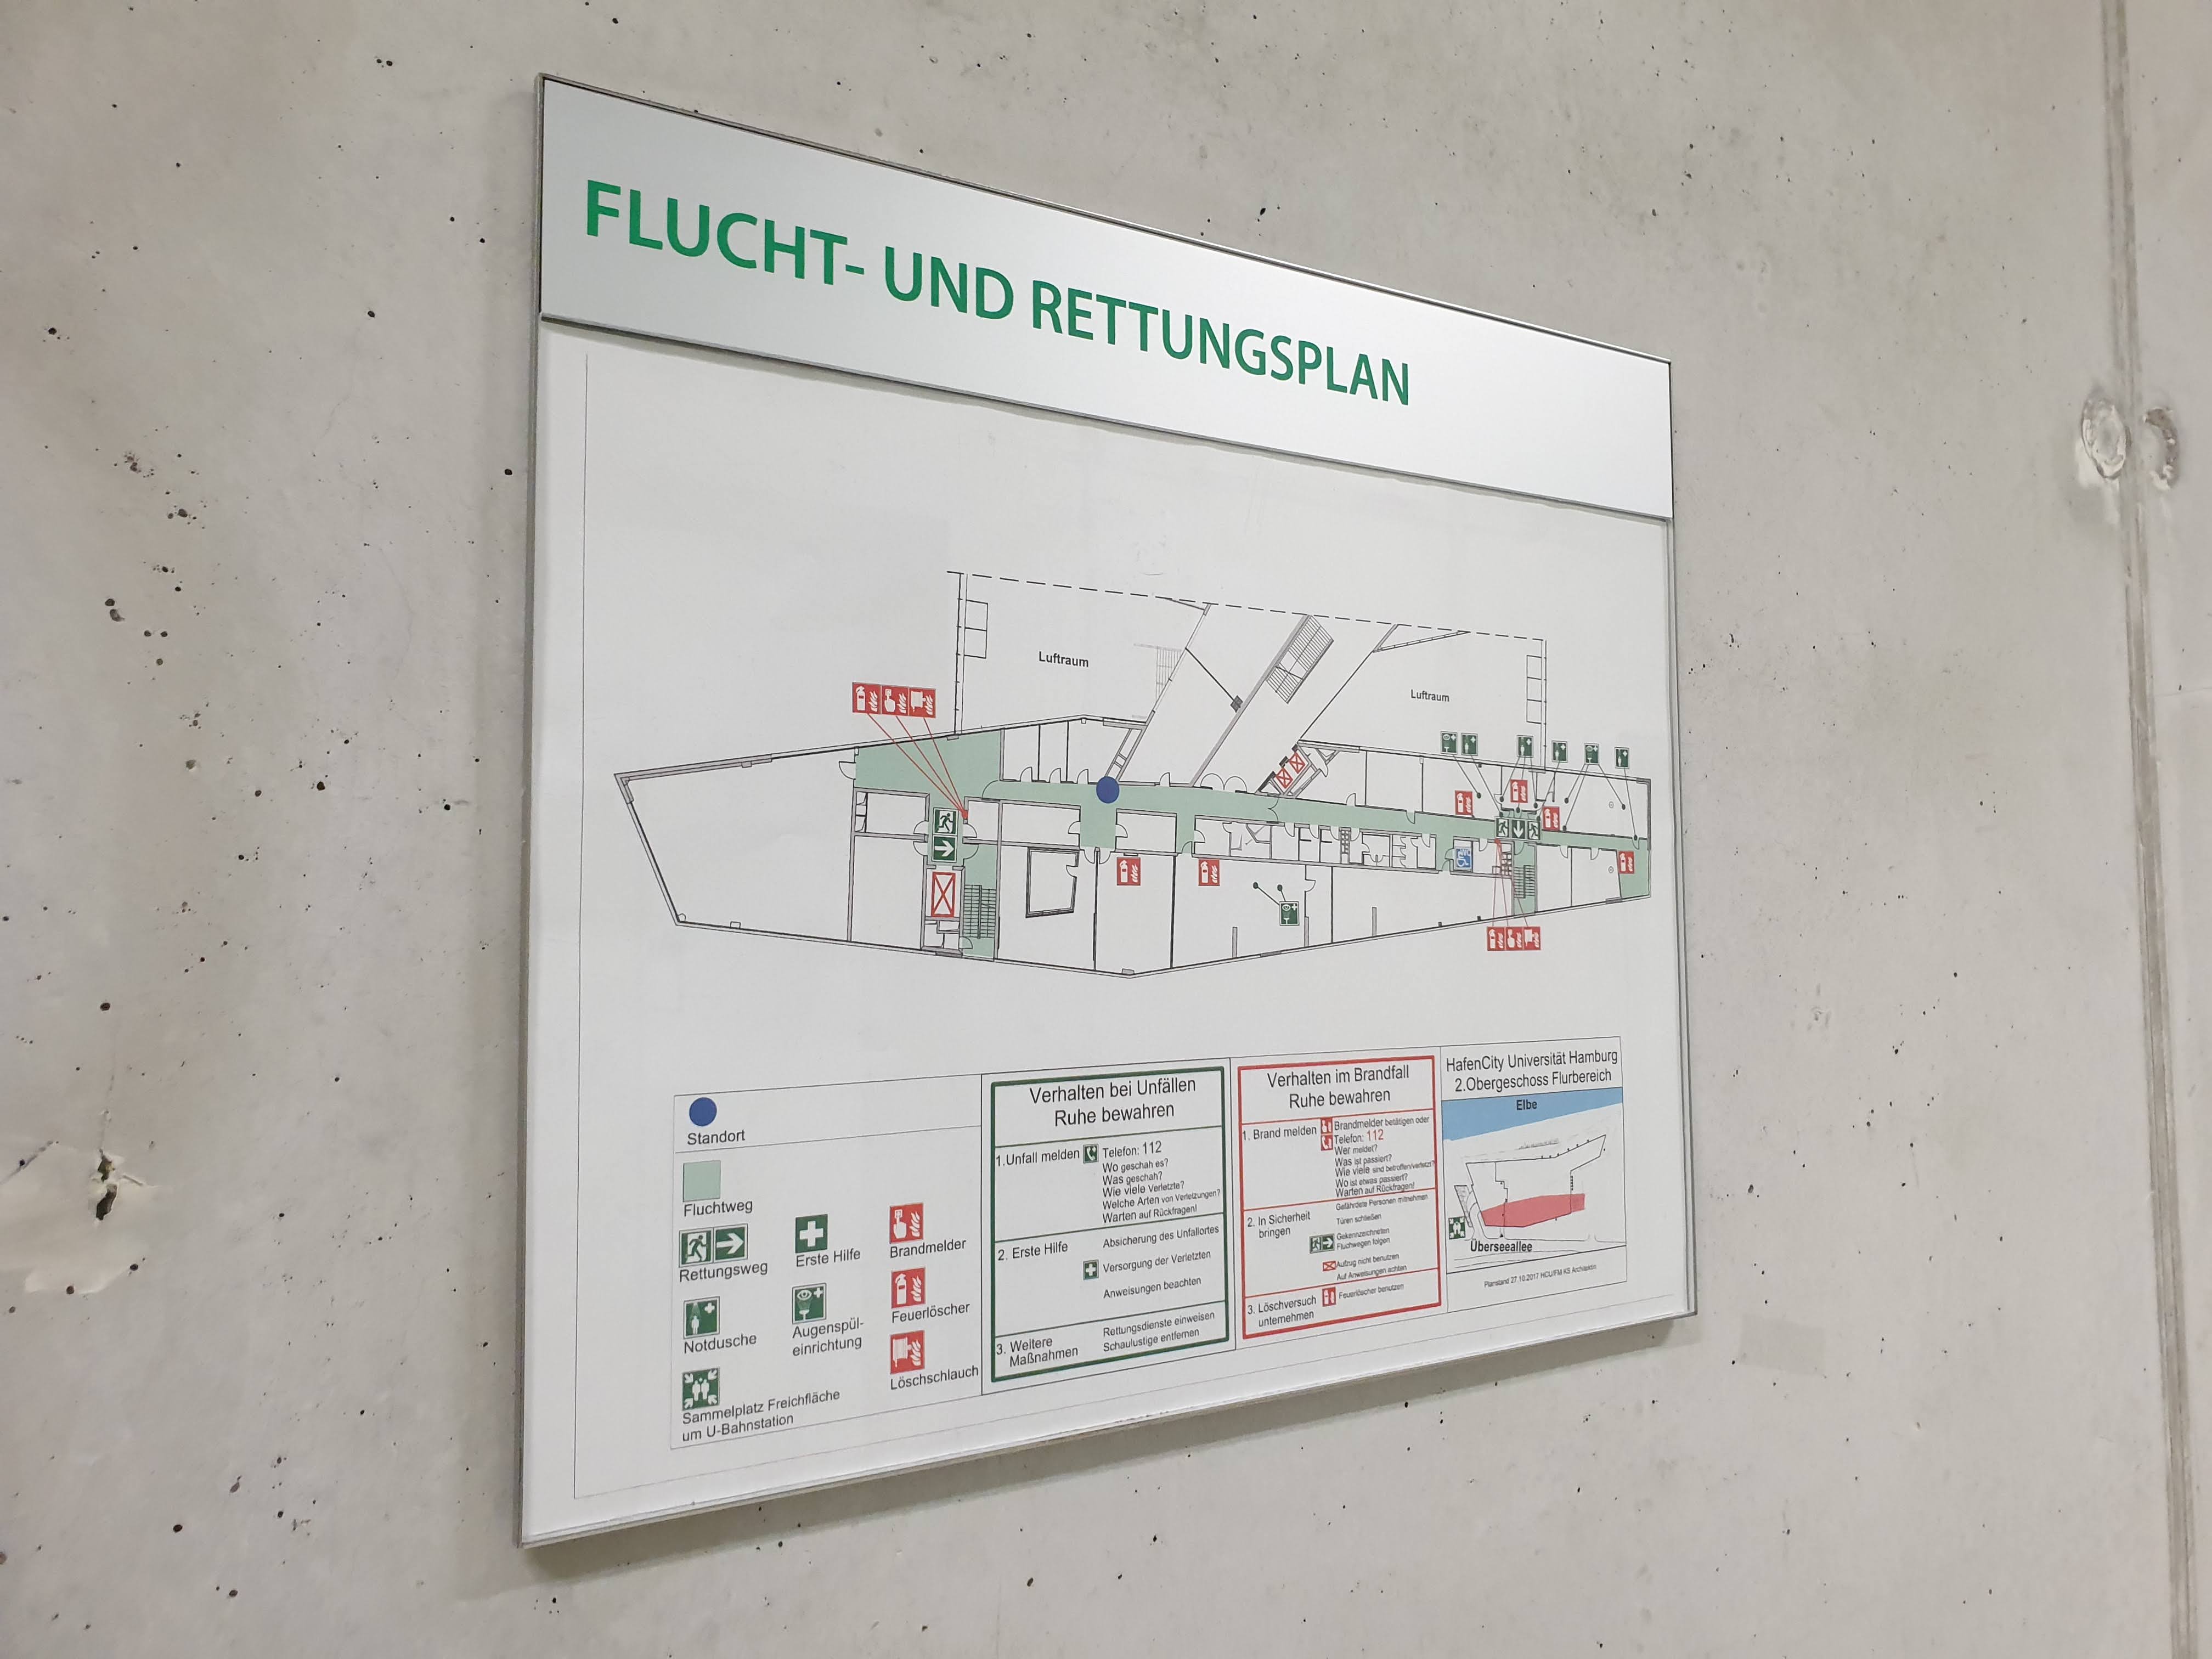 FLUCHT- UND RETTUNGSPLAN
Luftraum
Luftraum
Standort
Fluchtweg
Rettungsweg
Erste Hilfe
Brandmelder
Notdusche
Augenspül-
einrichtung
Feuerlöscher
Löschschlauch
Sammelplatz Freichfläche
um U-Bahnstation
Verhalten bei Unfällen
Ruhe bewahren
1.Unfall melden
Telefon: 112
Wo geschah es?
Was geschah?
Wie viele Verletzte?
Welche Arten von Verletzungen?
Warten auf Rückfragen!
2. Erste Hilfe
Absicherung des Unfallortes
Versorgung der Verletzten
Anweisungen beachten
3. Weitere
Maßnahmen
Rettungsdienste einweisen
Schaulustige entfernen
Verhalten im Brandfall
Ruhe bewahren
1. Brand melden
Brandmelder betätigen oder
Telefon: 112
Wer meldet?
Was ist passiert?
Wie viele sind betroffen/verletzt?
Wo ist etwas passiert?
Warten auf Rückfragen!
2. In Sicherheit
bringen
Gefährdete Personen mitnehmen
Türen schließen
Gekennzeichneten
Fluchwegen folgen
Aufzug nicht benutzen
Auf Anweisungen achten
3. Löschversuch
unternehmen
Feuerlöscher benutzen
HafenCity Universität Hamburg
2.Obergeschoss Flurbereich
Elbe
Überseeallee
Planstand 27.10.2017 HCU/FM KS Architektin